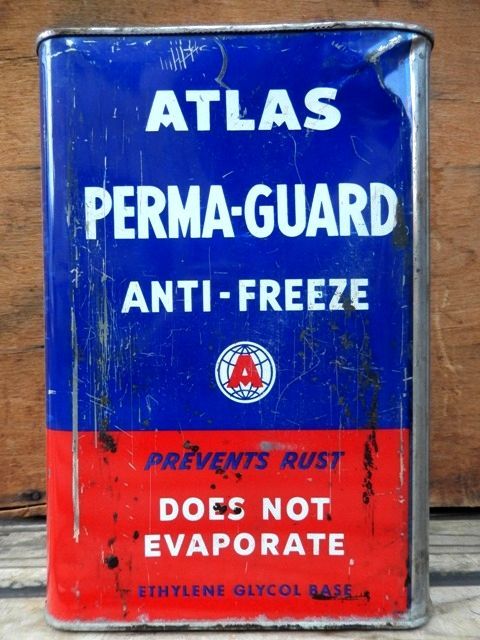 ATLAS
PERMA-GUARD
ANTI-FREEZE
A
PREVENTS RUST
DOES NOT
EVAPORATE
ETHYLENE GLYCOL BASE